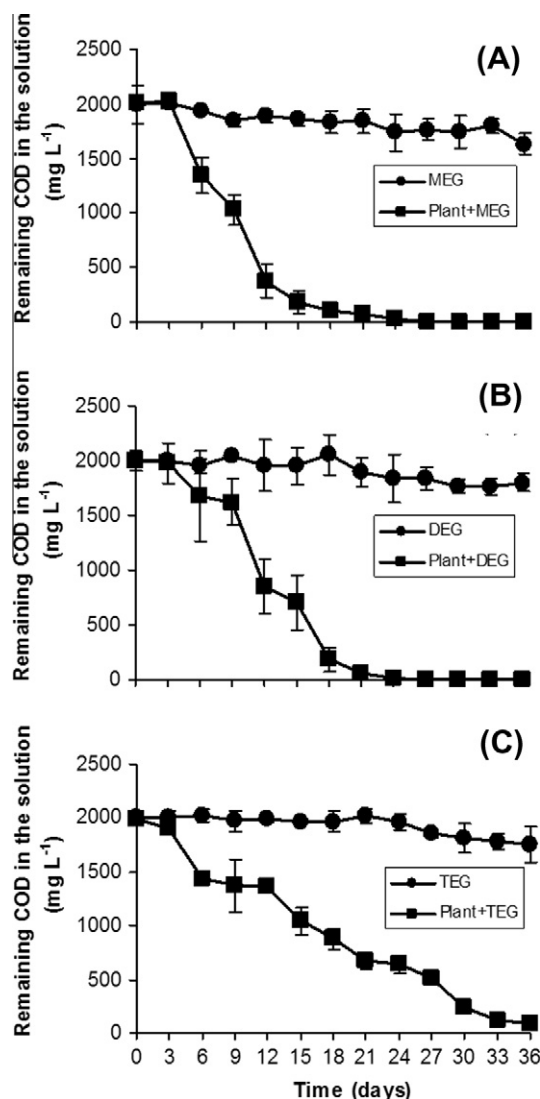 (A)
Remaining COD in the solution
(mg L-1)
2500
2000
1500
1000
500
0
MEG
Plant+MEG
(B)
Remaining COD in the solution
(mg L-1)
2500
2000
1500
1000
500
0
DEG
Plant+DEG
(C)
Remaining COD in the solution
(mg L-1)
2500
2000
1500
1000
500
0
TEG
Plant+TEG
0 3 6 9 12 15 18 21 24 27 30 33 36
Time (days)